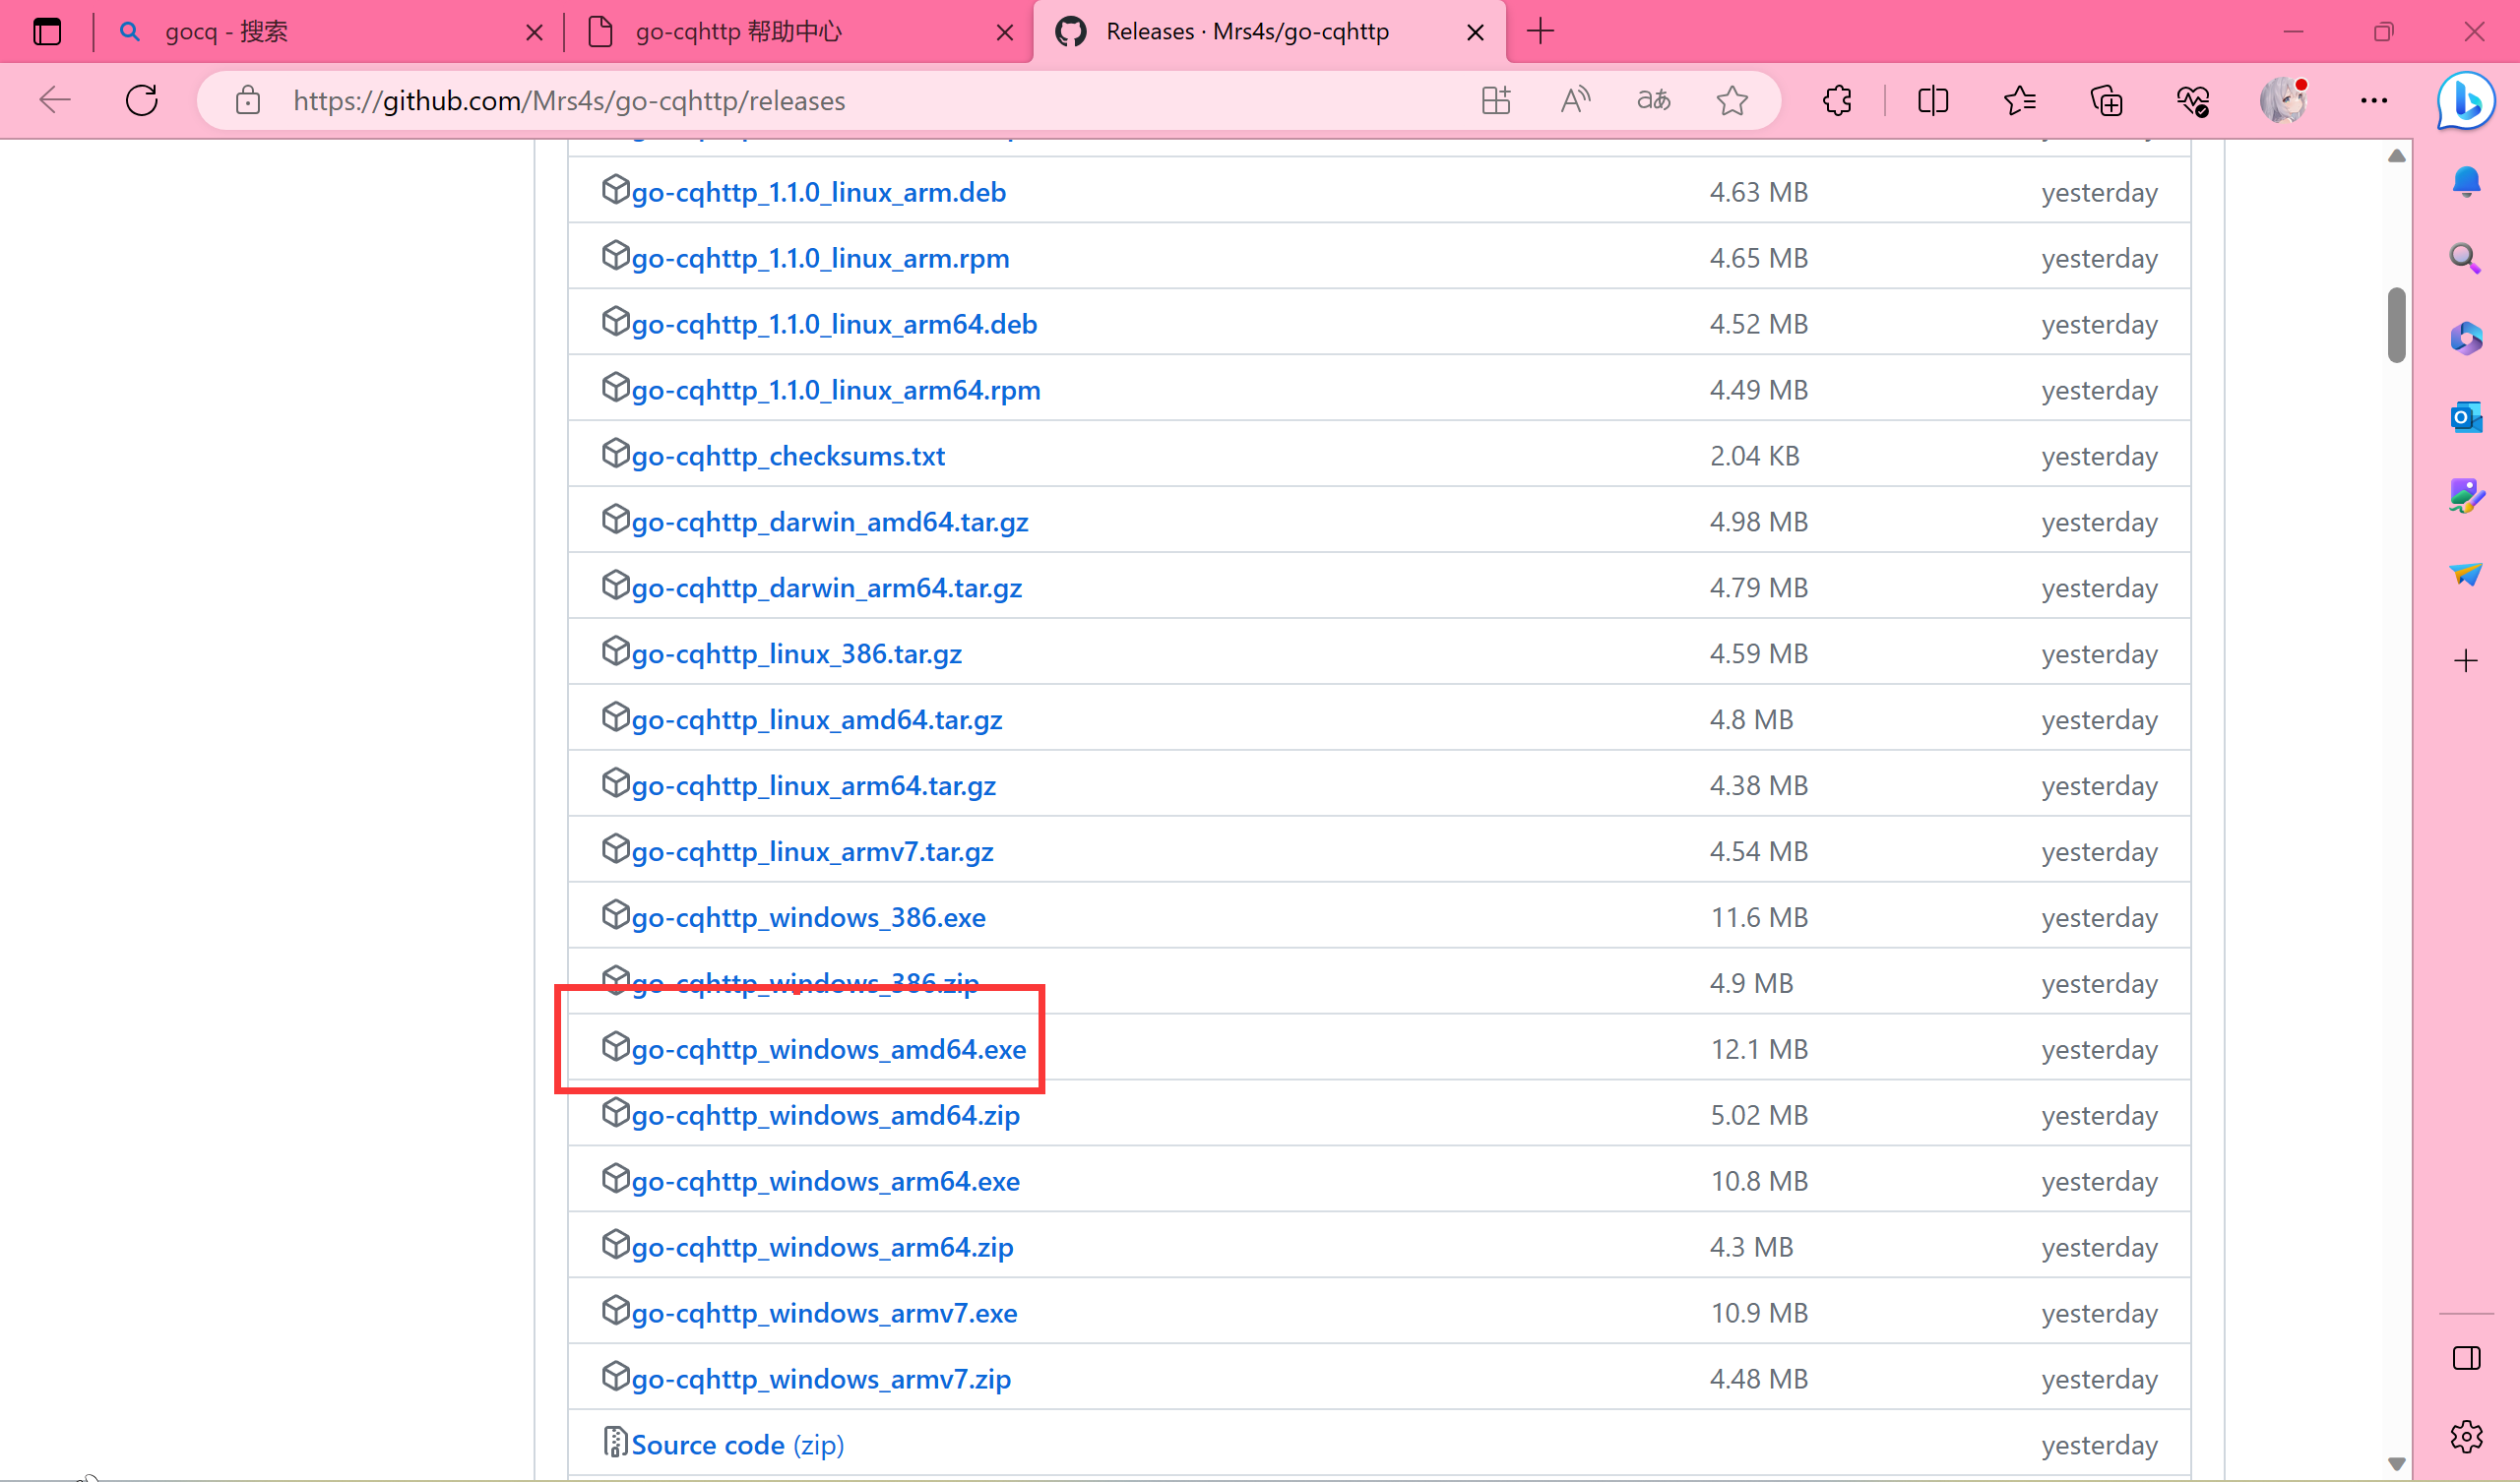 gocq - 搜索
go-cqhttp 帮助中心
Releases · Mrs4s/go-cqhttp
https://github.com/Mrs4s/go-cqhttp/releases
go-cqhttp_1.1.0_linux_arm.deb 4.63 MB yesterday
go-cqhttp_1.1.0_linux_arm.rpm 4.65 MB yesterday
go-cqhttp_1.1.0_linux_arm64.deb 4.52 MB yesterday
go-cqhttp_1.1.0_linux_arm64.rpm 4.49 MB yesterday
go-cqhttp_checksums.txt 2.04 KB yesterday
go-cqhttp_darwin_amd64.tar.gz 4.98 MB yesterday
go-cqhttp_darwin_arm64.tar.gz 4.79 MB yesterday
go-cqhttp_linux_386.tar.gz 4.59 MB yesterday
go-cqhttp_linux_amd64.tar.gz 4.8 MB yesterday
go-cqhttp_linux_arm64.tar.gz 4.38 MB yesterday
go-cqhttp_linux_armv7.tar.gz 4.54 MB yesterday
go-cqhttp_windows_386.exe 11.6 MB yesterday
go-cqhttp_windows_386.zip 4.9 MB yesterday
go-cqhttp_windows_amd64.exe 12.1 MB yesterday
go-cqhttp_windows_amd64.zip 5.02 MB yesterday
go-cqhttp_windows_arm64.exe 10.8 MB yesterday
go-cqhttp_windows_arm64.zip 4.3 MB yesterday
go-cqhttp_windows_armv7.exe 10.9 MB yesterday
go-cqhttp_windows_armv7.zip 4.48 MB yesterday
Source code (zip) yesterday